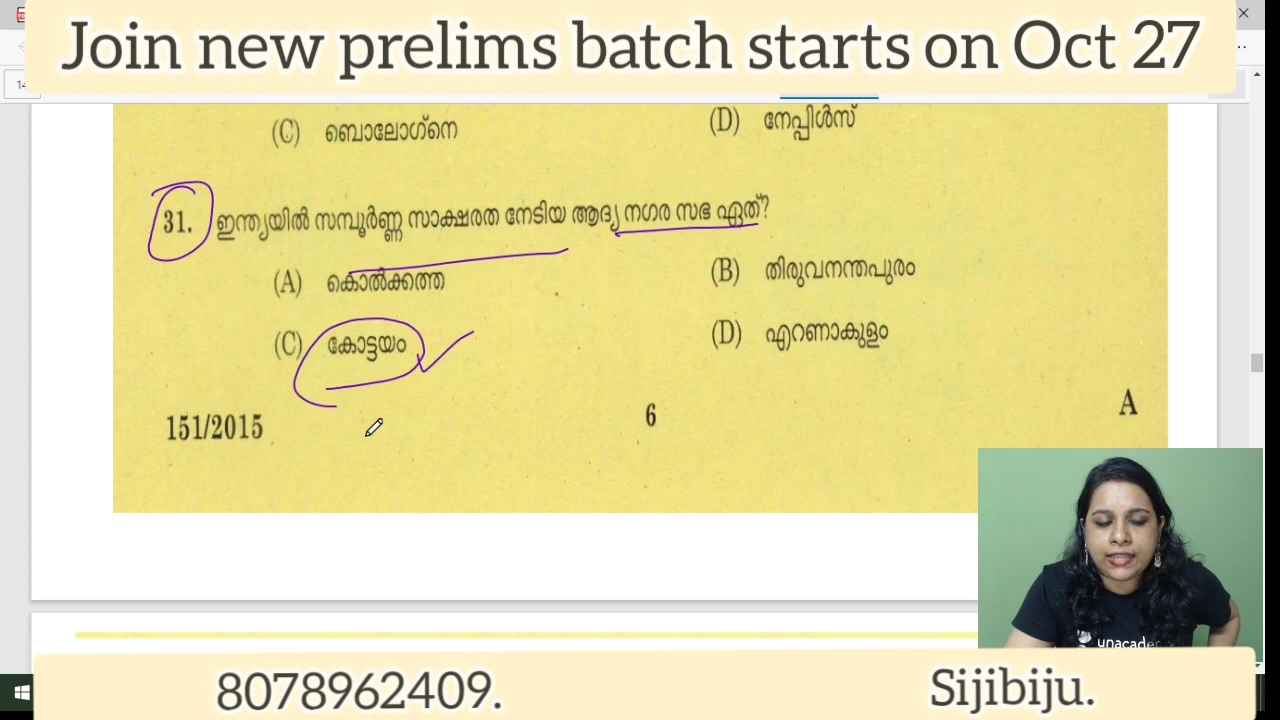 Join new prelims batch starts on Oct 27
(C) ബൊലോഗ്നെ (D) നേപ്പിൾസ്
31. ഇന്ത്യയിൽ സമ്പൂർണ്ണ സാക്ഷരത നേടിയ ആദ്യ നഗര സഭ ഏത്?
(A) കൊൽക്കത്ത (B) തിരുവനന്തപുരം
(C) കോട്ടയം (D) എറണാകുളം
151/2015 6 A
8078962409. Sijibiju.